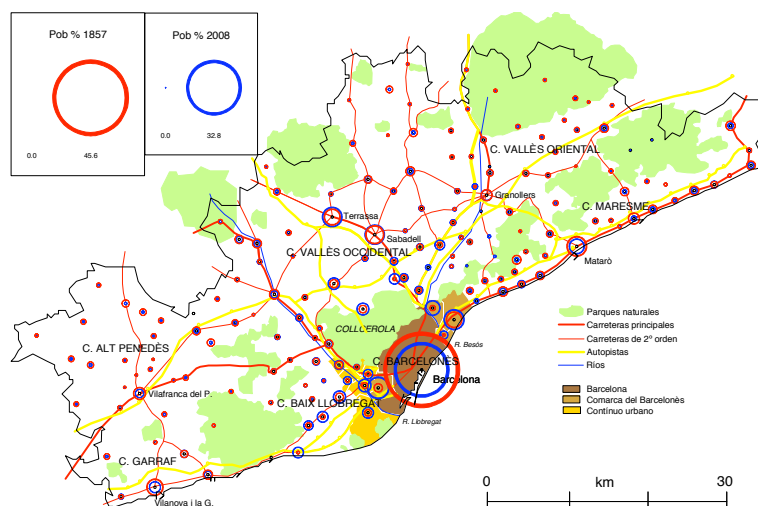 Pob % 1857
Pob % 2008
0.0
45.6
0.0
32.8
C. VALLÈS ORIENTAL
Granollers
C. MARESME
Terrassa
Sabadell
C. VALLÈS OCCIDENTAL
Matarò
COLLCEROLA
R. Besòs
C. ALT PENEDÈS
C. BARCELONÈS
Barcelona
Vilafranca del P.
C. BAIX LLOBREGAT
R. Llobregat
C. GARRAF
Vilanova i la G.
Parques naturales
Carreteras principales
Carreteras de 2º orden
Autopistas
Ríos
Barcelona
Comarca del Barcelonès
Contínuo urbano
0
km
30